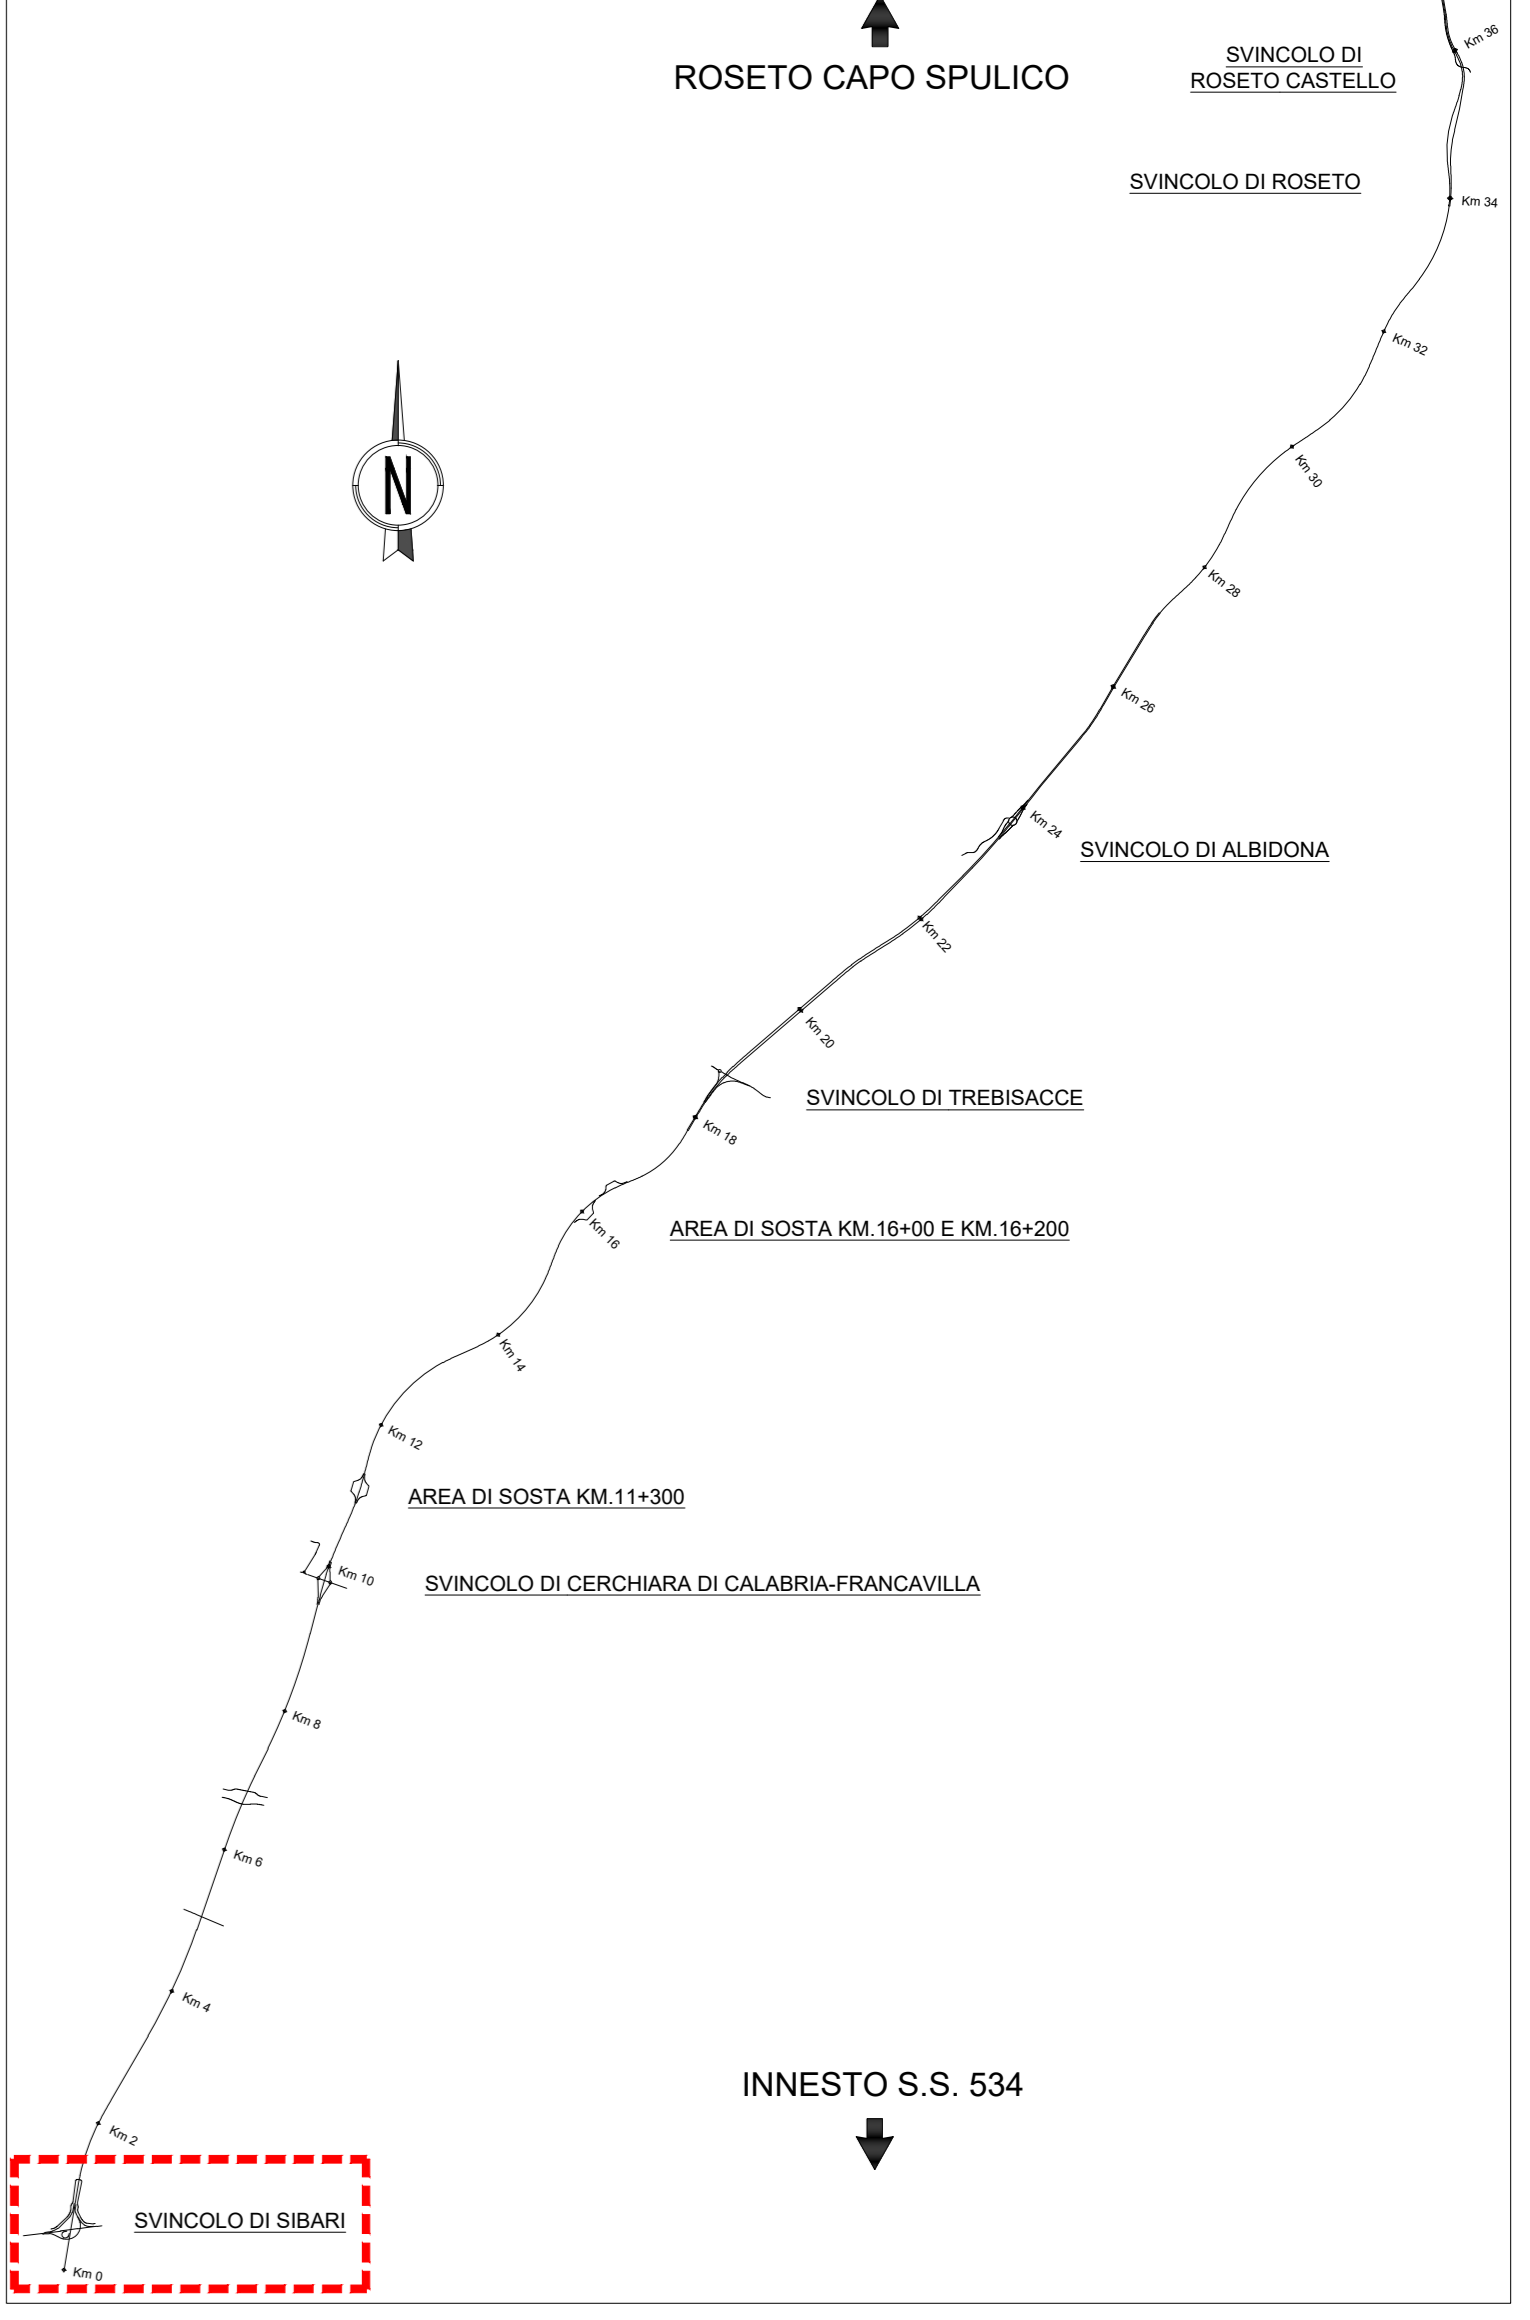 Km 36
SVINCOLO DI
ROSETO CASTELLO
ROSETO CAPO SPULICO
SVINCOLO DI ROSETO
Km 34
Km 32
N
Km 30
Km 28
Km 26
Km 24
SVINCOLO DI ALBIDONA
Km 22
Km 20
SVINCOLO DI TREBISACCE
Km 18
AREA DI SOSTA KM.16+00 E KM.16+200
Km 16
Km 14
Km 12
AREA DI SOSTA KM.11+300
Km 10
SVINCOLO DI CERCHIARA DI CALABRIA-FRANCAVILLA
Km 8
Km 6
Km 4
INNESTO S.S. 534
Km 2
SVINCOLO DI SIBARI
Km 0